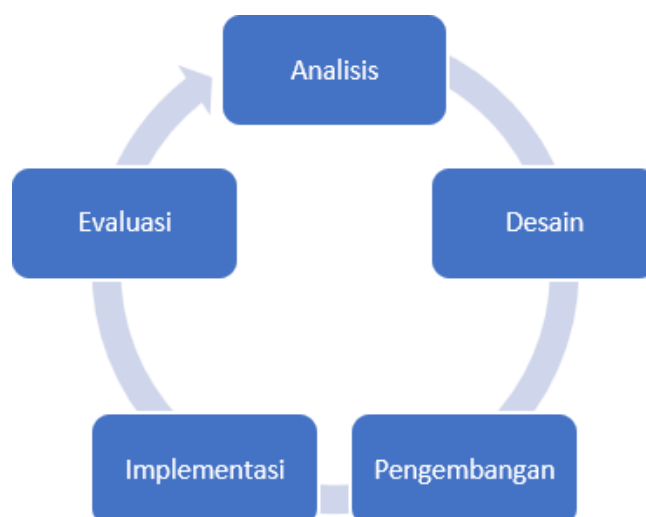 Analisis
Desain
Pengembangan
Implementasi
Evaluasi